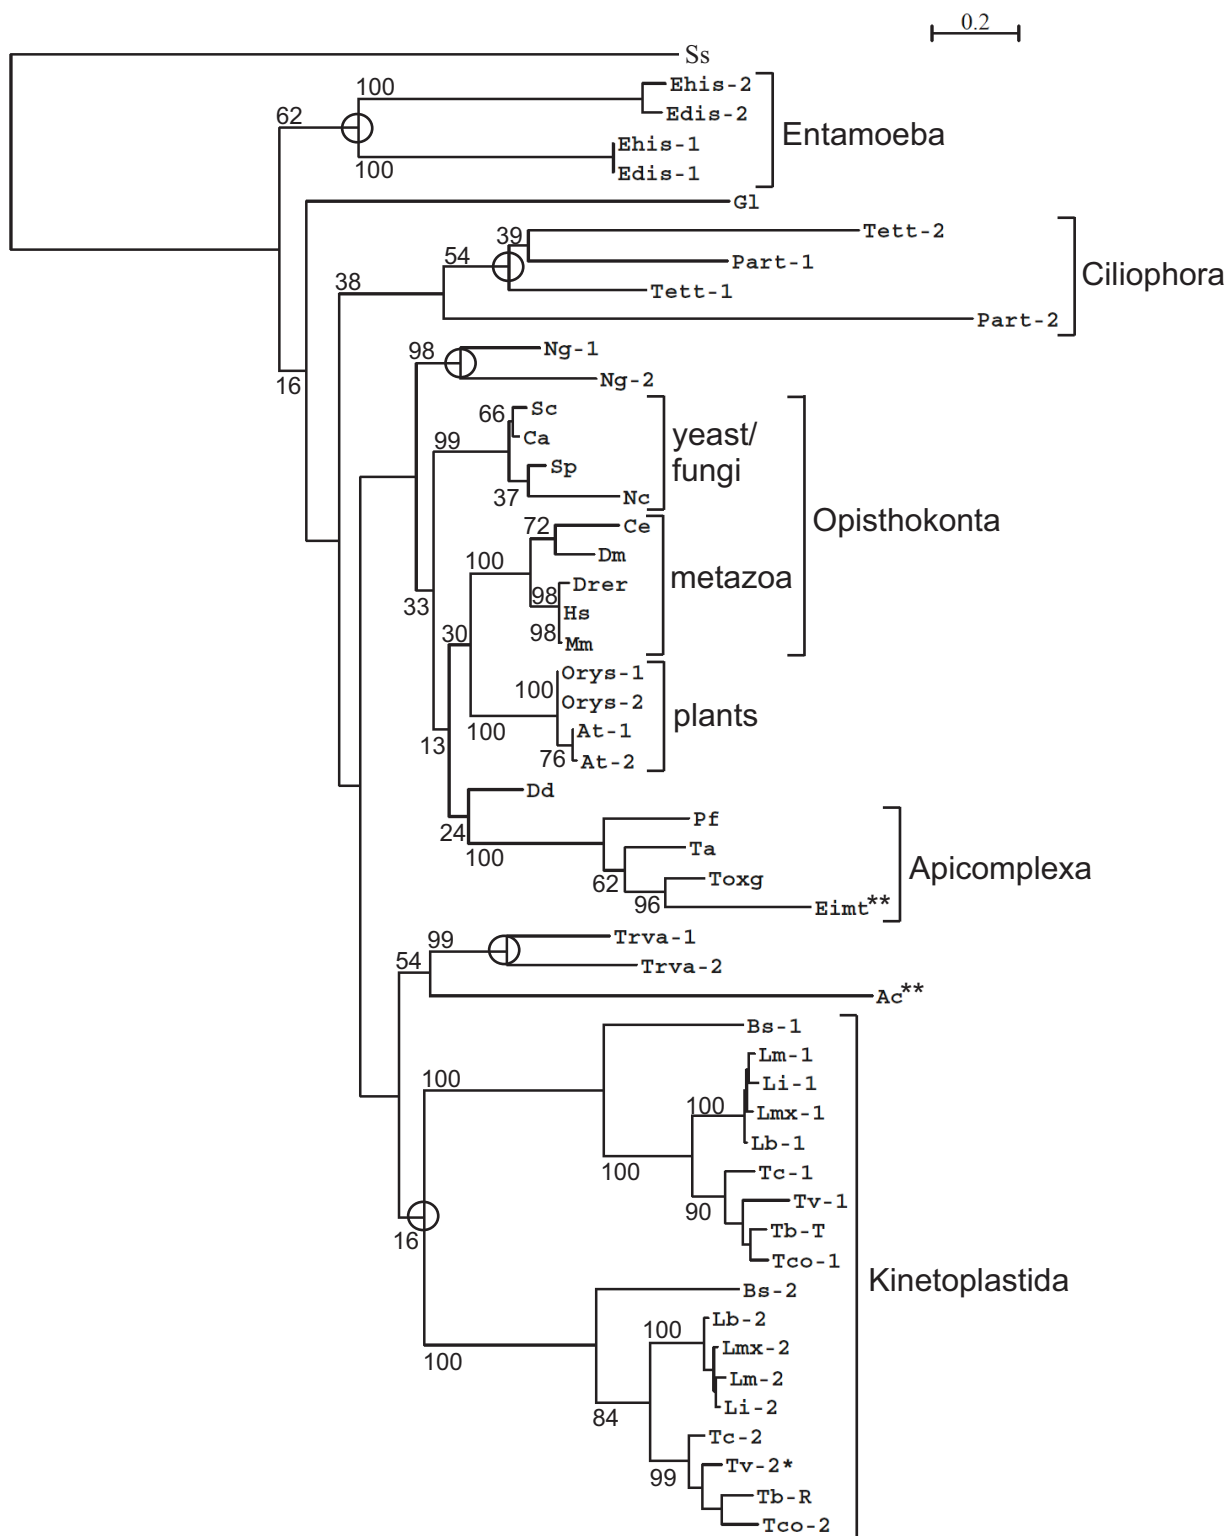 0.2
Ss
100
Ehis-2
62
Edis-2
Entamoeba
Ehis-1
100
Edis-1
Gl
39
Tett-2
54
Part-1
Ciliophora
38
Tett-1
Part-2
98
Ng-1
16
Ng-2
66
Sc
99
Ca
yeast/
fungi
Sp
37
Nc
Opisthokonta
72
Ce
100
Dm
metazoa
98
Drer
33
Hs
30
98
Mm
Orys-1
100
Orys-2
plants
100
At-1
13
76
At-2
Dd
24
Pf
100
Ta
Apicomplexa
62
Toxg
96
Eimt**
99
Trva-1
54
Trva-2
Ac**
Bs-1
Lm-1
100
Li-1
100
Lmx-1
Lb-1
100
Tc-1
90
Tv-1
16
Tb-T
Tco-1
Kinetoplastida
Bs-2
Lb-2
100
Lmx-2
100
Lm-2
84
Li-2
Tc-2
99
Tv-2*
Tb-R
Tco-2